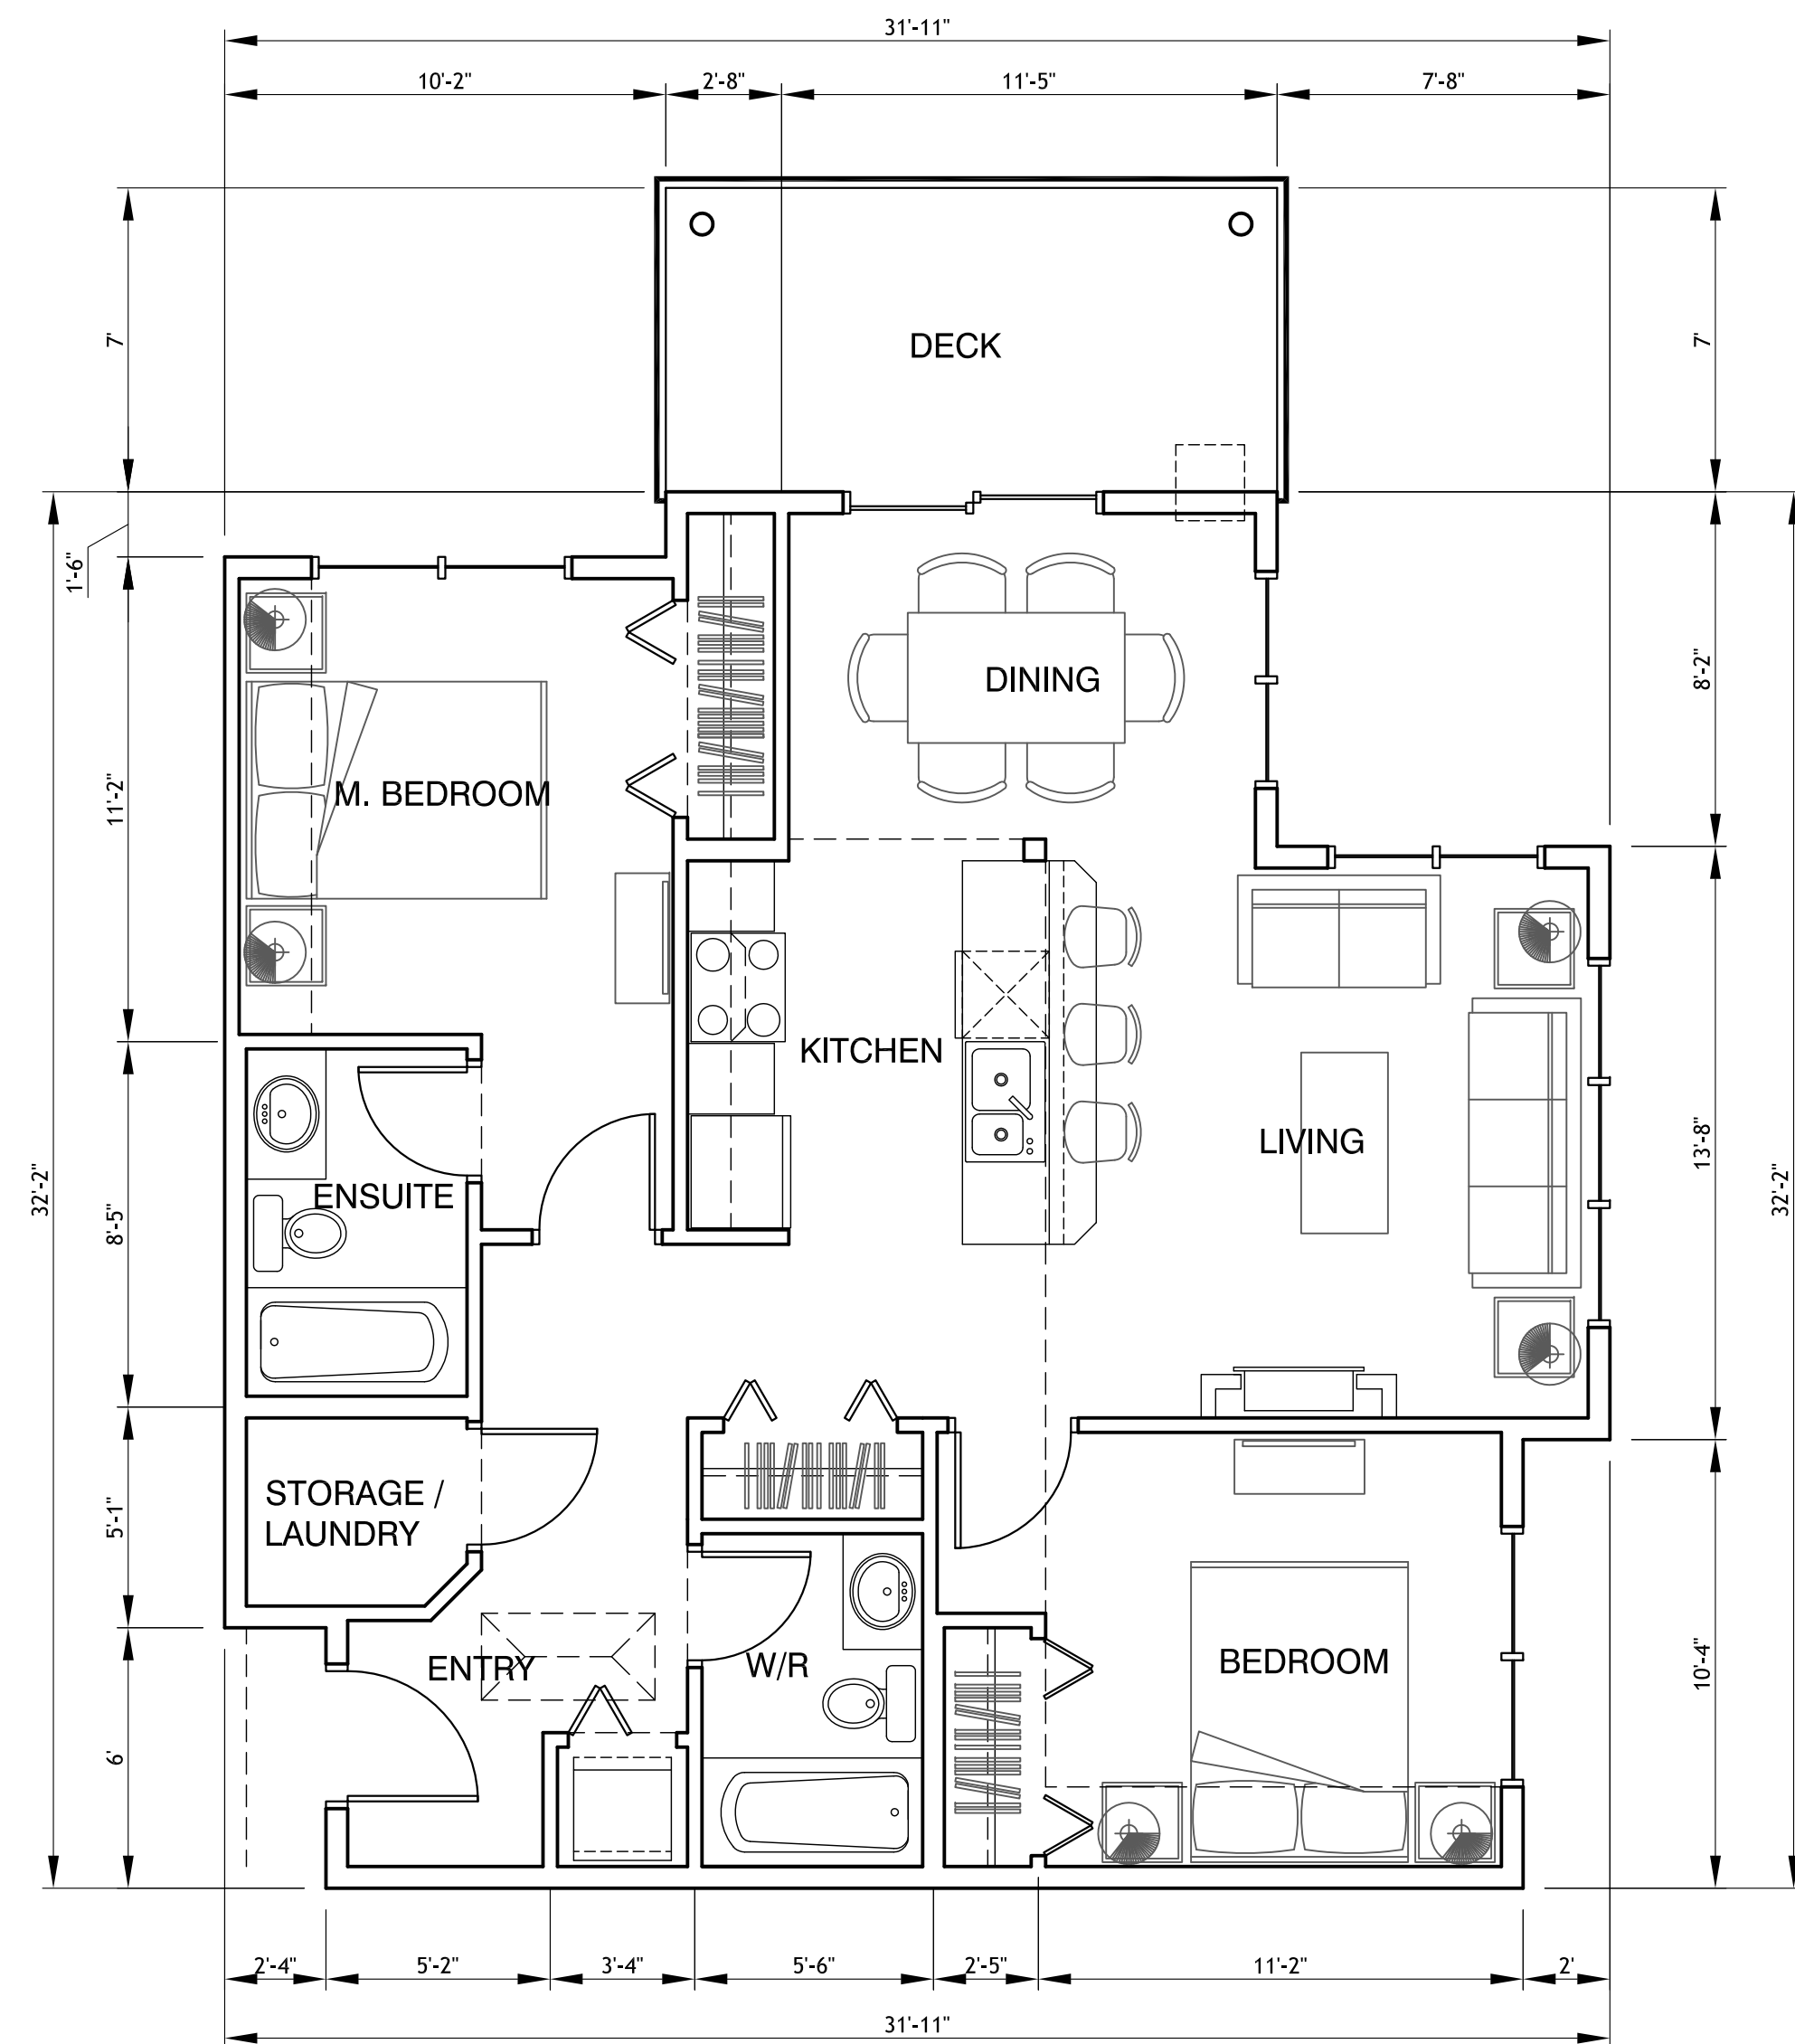 31'-11"
10'-2"
2'-8"
11'-5"
7'-8"
7'
7'
DECK
1'-6"
8'-2"
DINING
M. BEDROOM
11'-2"
KITCHEN
LIVING
13'-8"
32'-2"
32'-2"
ENSUITE
8'-5"
STORAGE /
LAUNDRY
5'-1"
ENTRY
W/R
BEDROOM
10'-4"
6'
2'-4"
5'-2"
3'-4"
5'-6"
2'-5"
11'-2"
2'
31'-11"